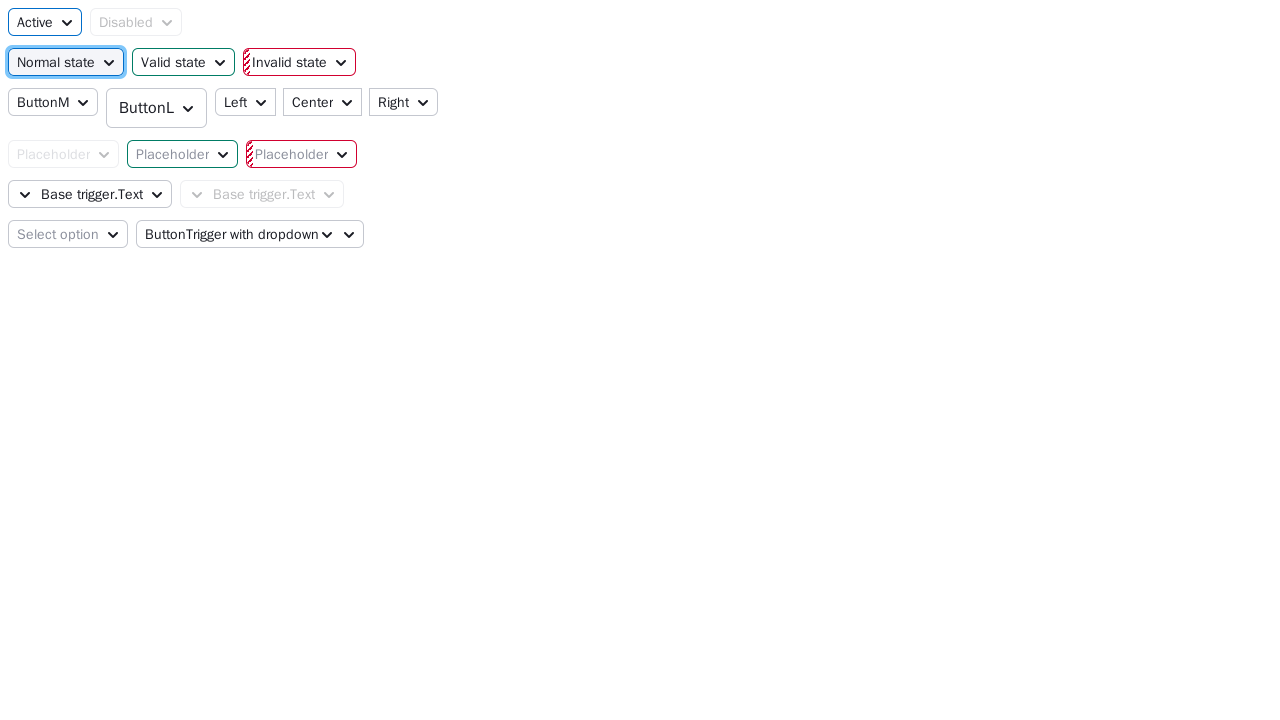 Active Disabled
Normal state Valid state Invalid state
ButtonM ButtonL Left Center Right
Placeholder Placeholder Placeholder
Base trigger.Text Base trigger.Text
Select option ButtonTrigger with dropdown